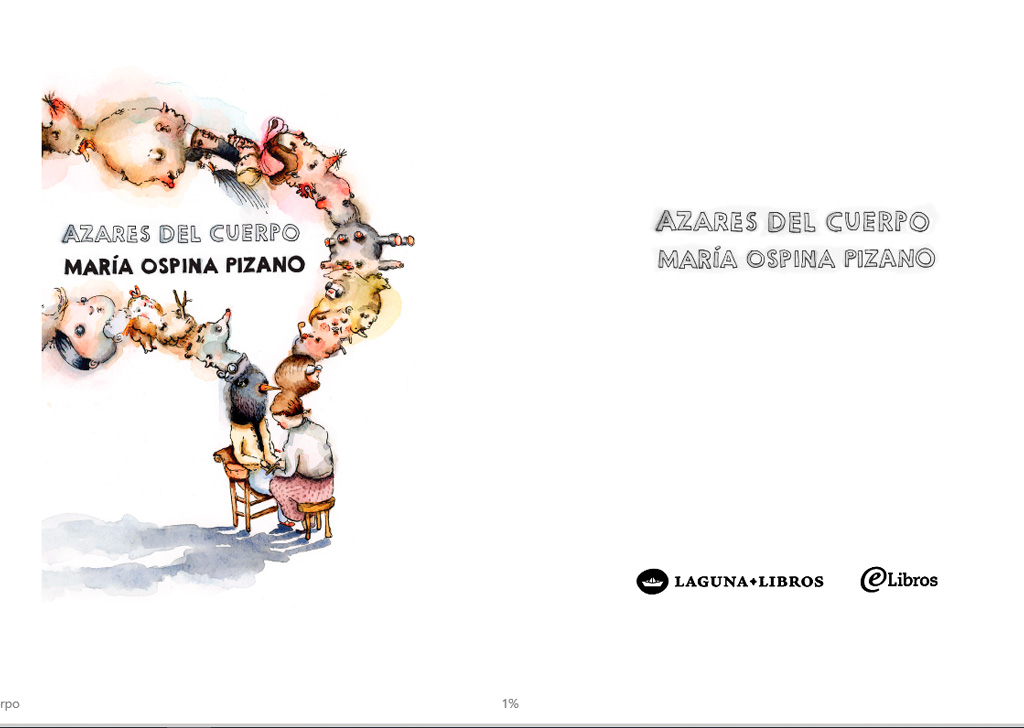 AZARES DEL CUERPO
MARÍA OSPINA PIZANO
AZARES DEL CUERPO
MARÍA OSPINA PIZANO
LAGUNA LIBROS
eLibros
rpo
1%